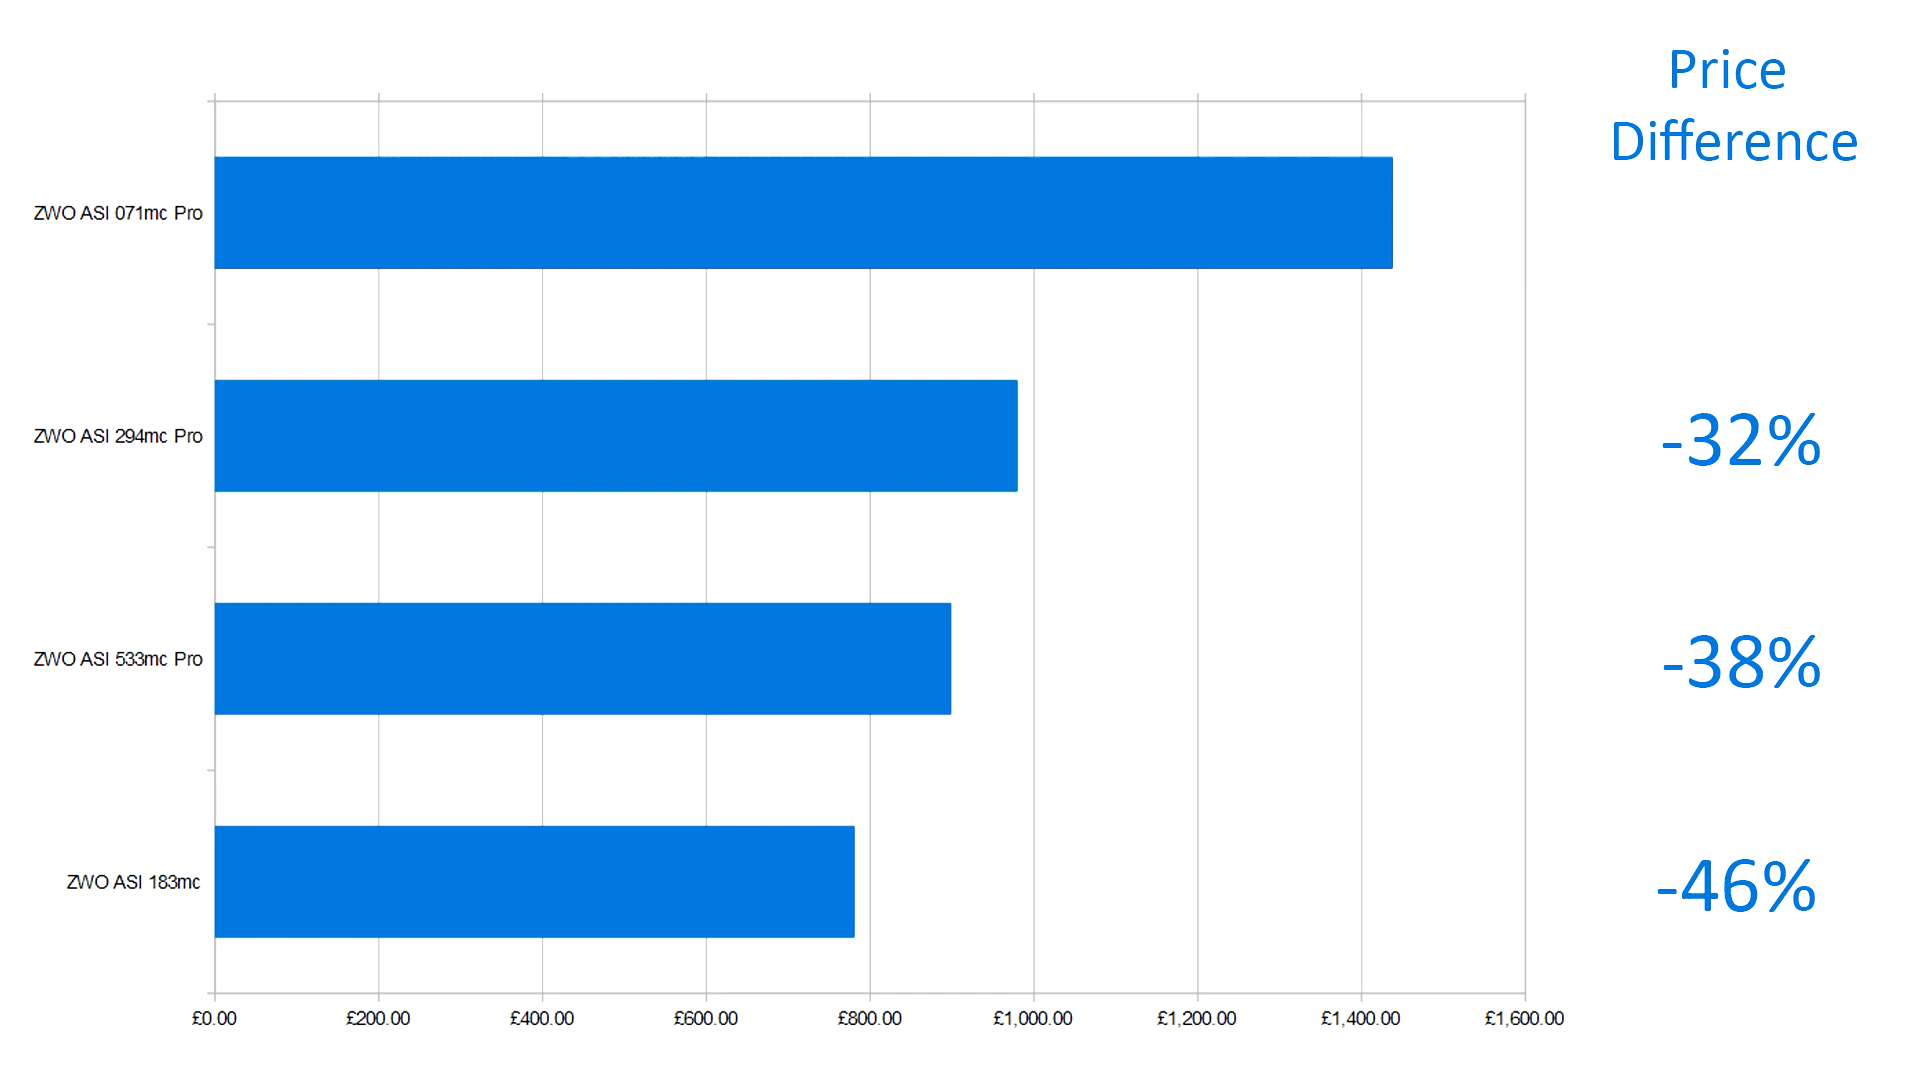 Price
Difference
ZWO ASI 071mc Pro
ZWO ASI 294mc Pro
-32%
ZWO ASI 533mc Pro
-38%
ZWO ASI 183mc
-46%
£0.00 £200.00 £400.00 £600.00 £800.00 £1,000.00 £1,200.00 £1,400.00 £1,600.00